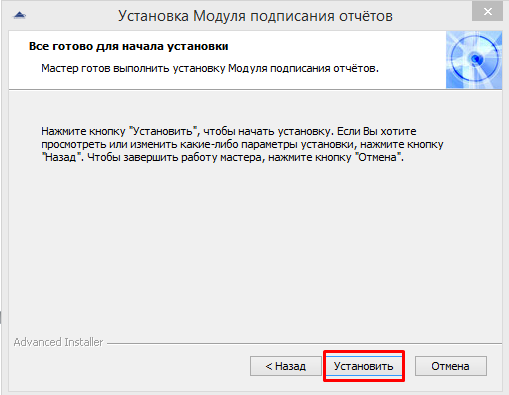 Установка Модуля подписания отчётов
Все готово для начала установки
Мастер готов выполнить установку Модуля подписания отчётов.
Нажмите кнопку "Установить", чтобы начать установку. Если Вы хотите
просмотреть или изменить какие-либо параметры установки, нажмите кнопку
"Назад". Чтобы завершить работу мастера, нажмите кнопку "Отмена".
Advanced Installer
< Назад Установить Отмена